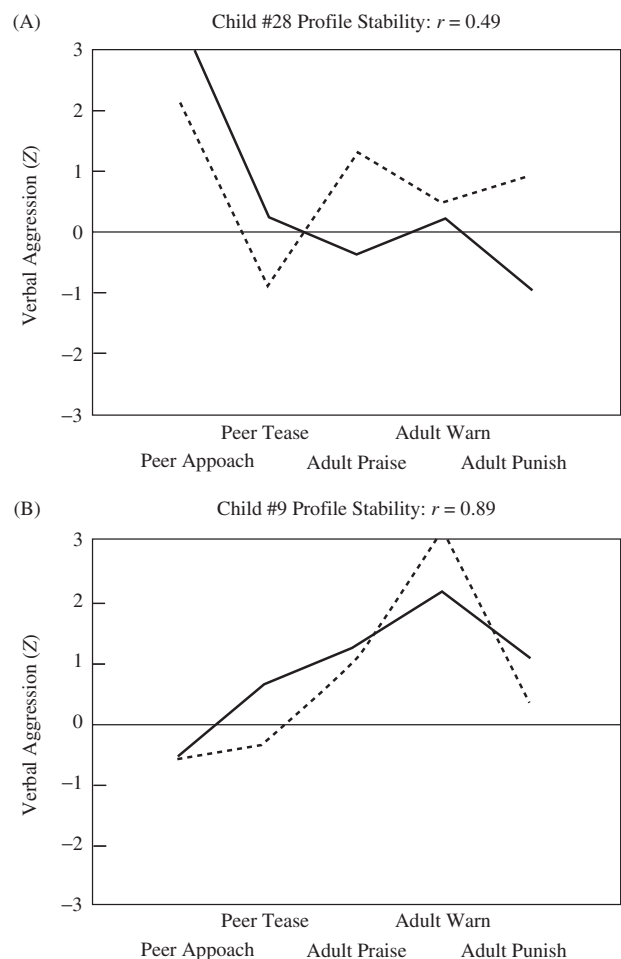 (A)
Child #28 Profile Stability: r = 0.49
Verbal Aggression (Z)
3
2
1
0
−1
−2
−3
Peer Tease
Adult Warn
Peer Appoach
Adult Praise
Adult Punish
(B)
Child #9 Profile Stability: r = 0.89
Verbal Aggression (Z)
3
2
1
0
−1
−2
−3
Peer Tease
Adult Warn
Peer Appoach
Adult Praise
Adult Punish